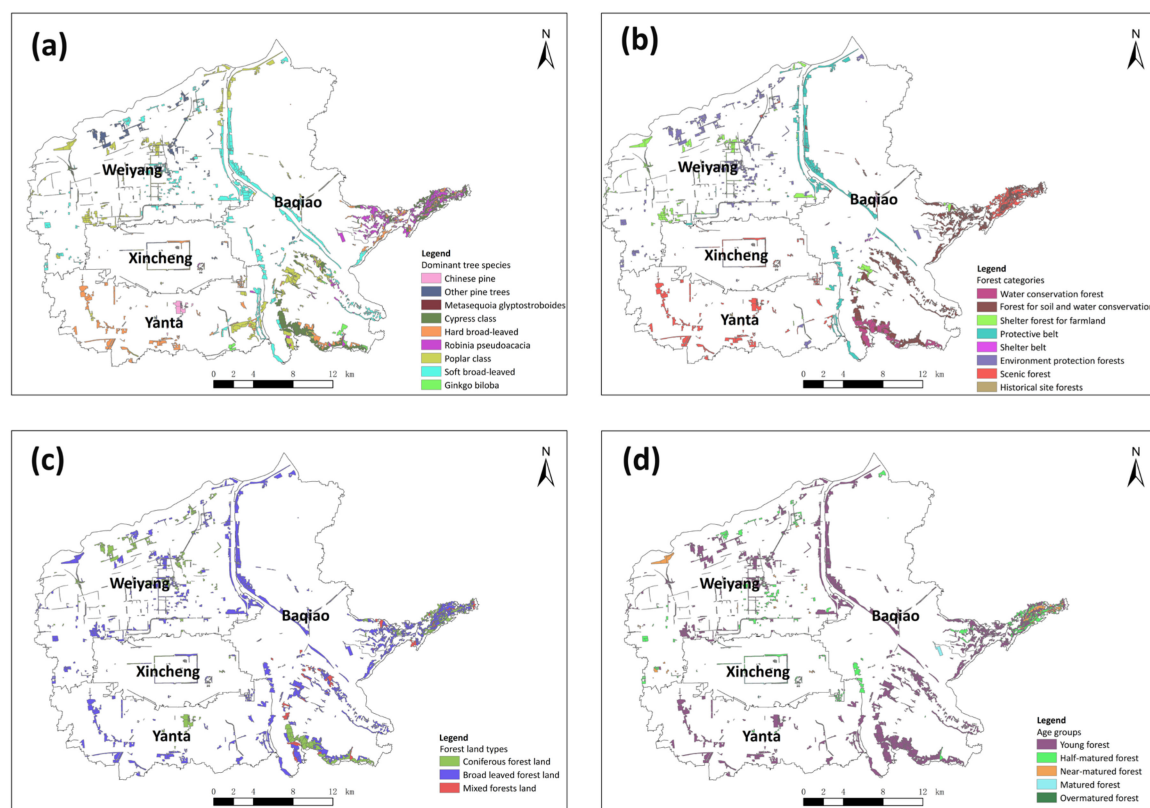 (a)
N
Weiyang
Baqiao
Xincheng
Yanta
Legend
Dominant tree species
Chinese pine
Other pine trees
Metasequoia glyptostroboides
Cypress class
Hard broad-leaved
Robinia pseudoacacia
Poplar class
Soft broad-leaved
Ginkgo biloba
0 2 4 8 12 km
(b)
N
Weiyang
Baqiao
Xincheng
Yanta
Legend
Forest categories
Water conservation forest
Forest for soil and water conservation
Shelter forest for farmland
Protective belt
Shelter belt
Environment protection forests
Scenic forest
Historical site forests
0 2 4 8 12 km
(c)
N
Weiyang
Baqiao
Xincheng
Yanta
Legend
Forest land types
Coniferous forest land
Broad leaved forest land
Mixed forests land
0 2 4 8 12 km
(d)
N
Weiyang
Baqiao
Xincheng
Yanta
Legend
Age groups
Young forest
Half-matured forest
Near-matured forest
Matured forest
Overmatured forest
0 2 4 8 12 km